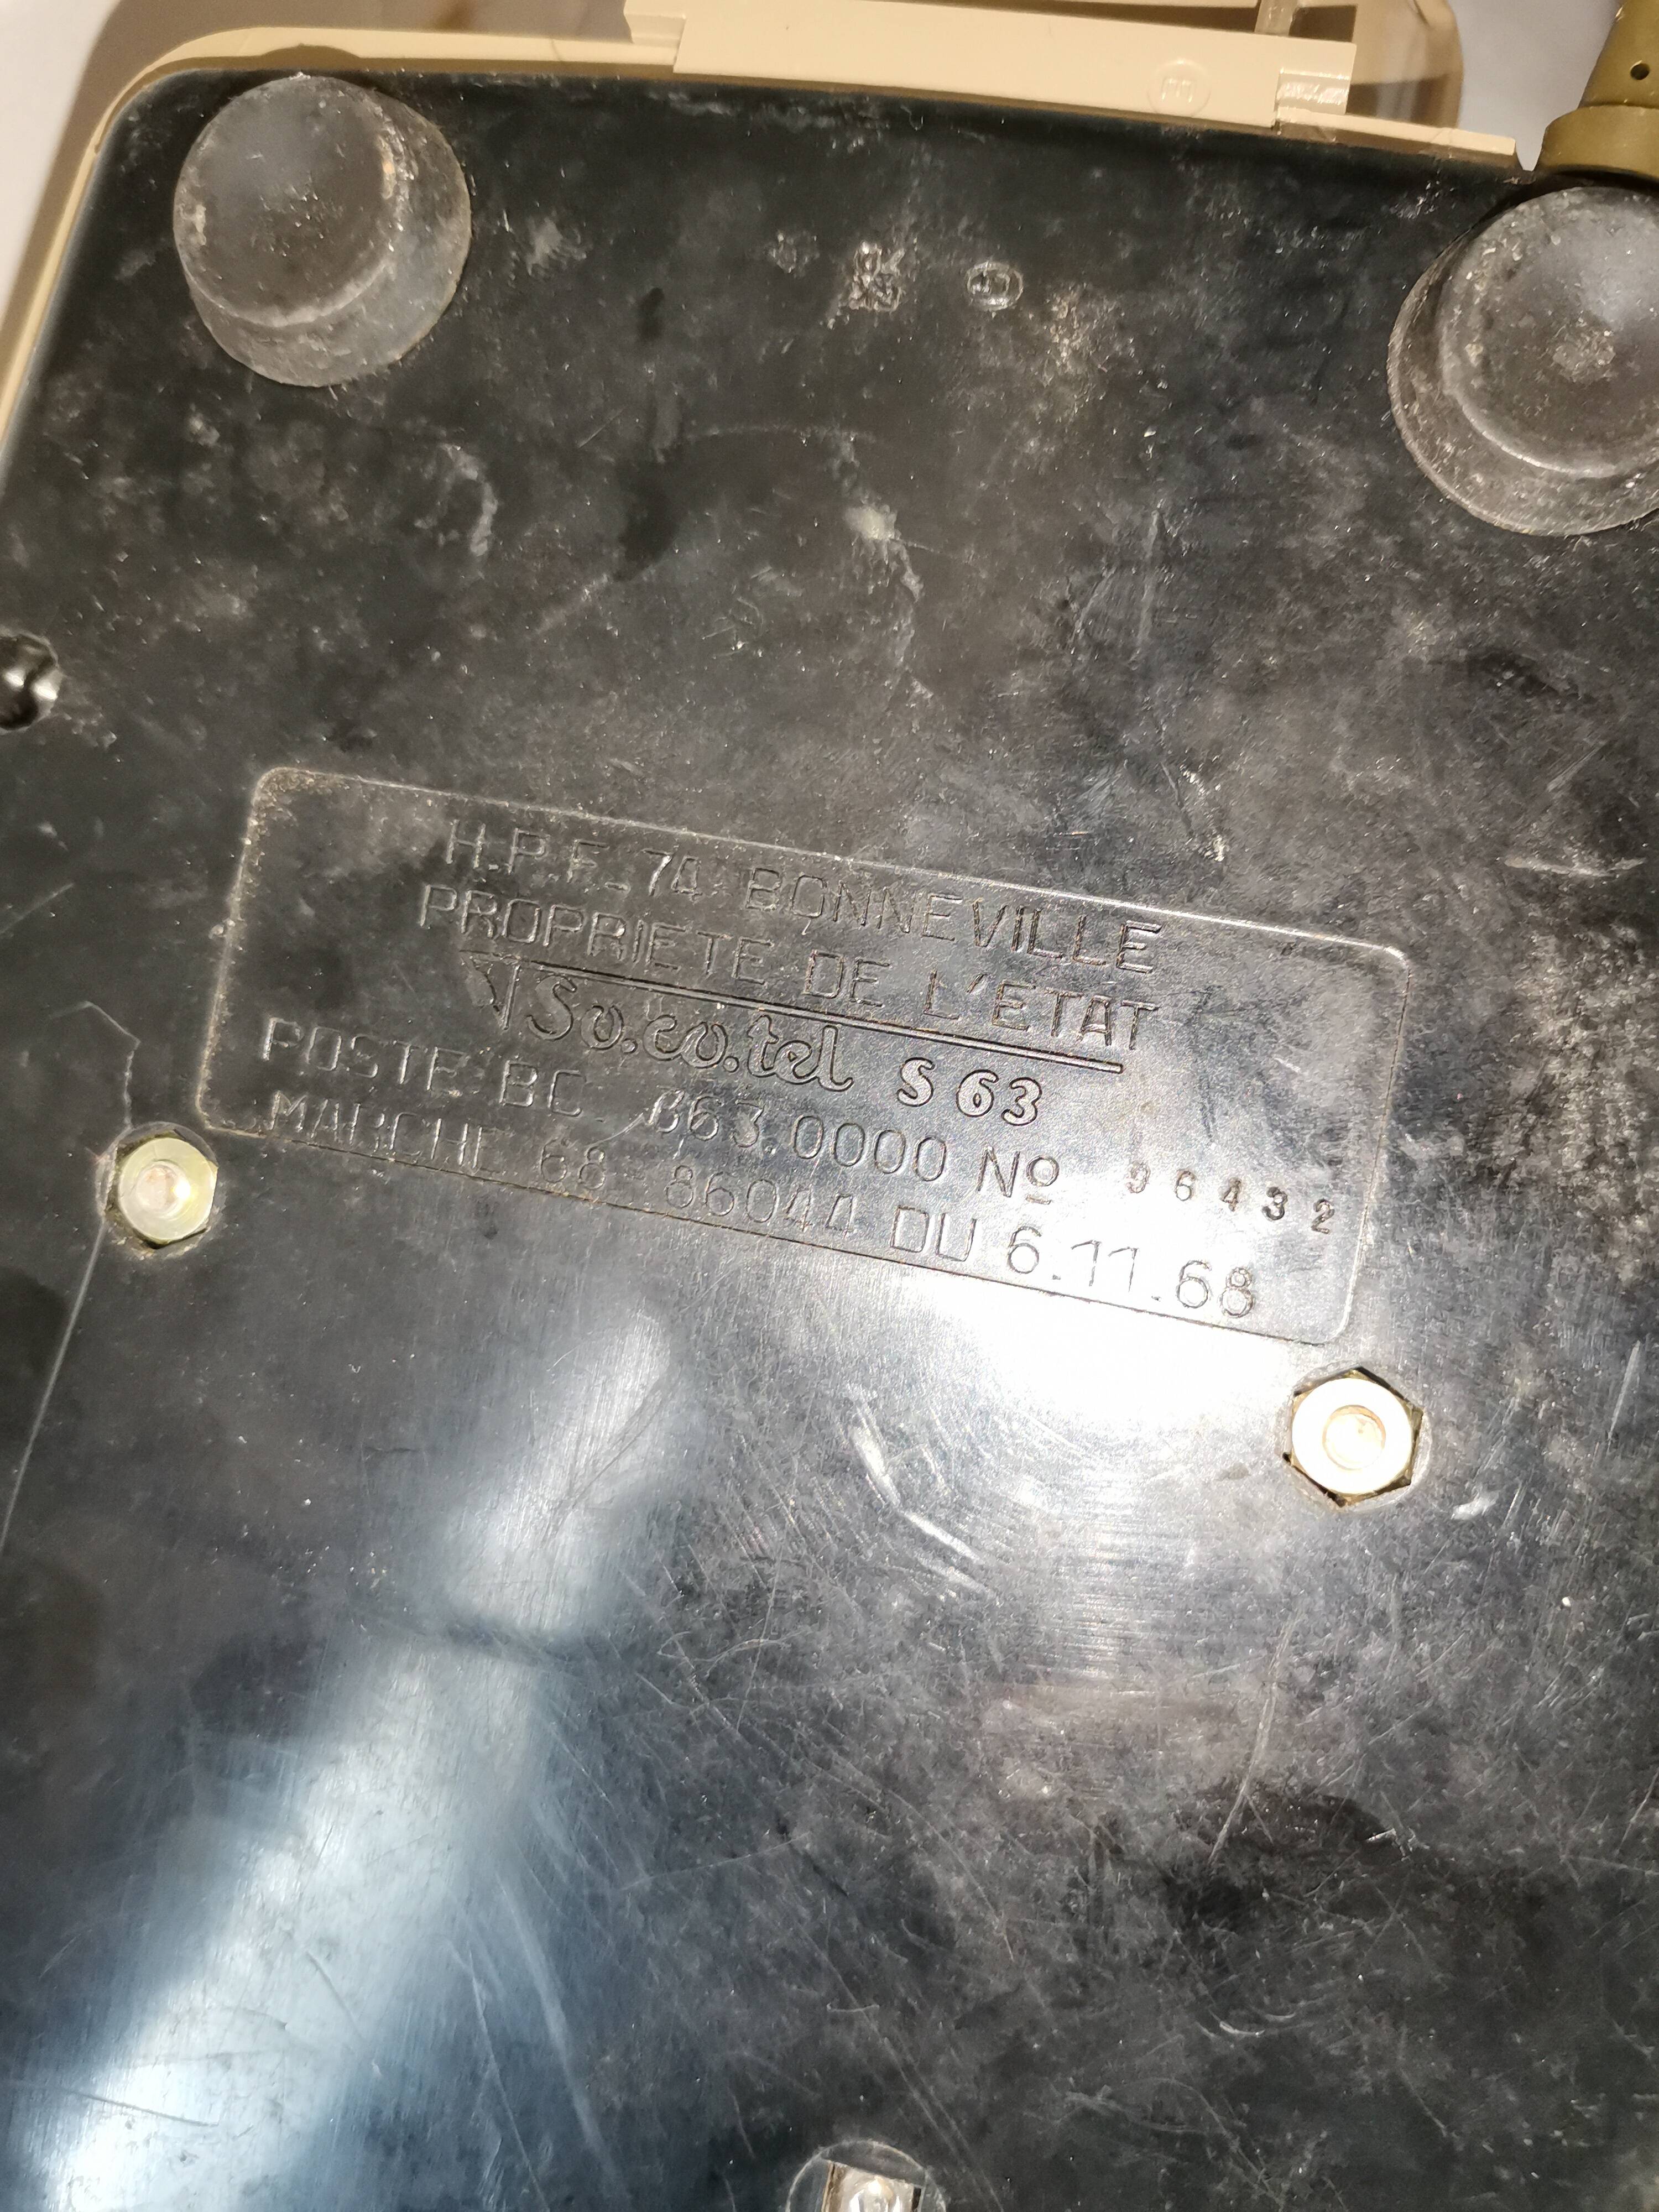 H.P.F. 74 BONNEVILLE
PROPRIETE DE L'ETAT
So.co.tel S 63
POSTE BC 863.0000 Nº 96432
MARCHE 68-86044 DU 6.11.68